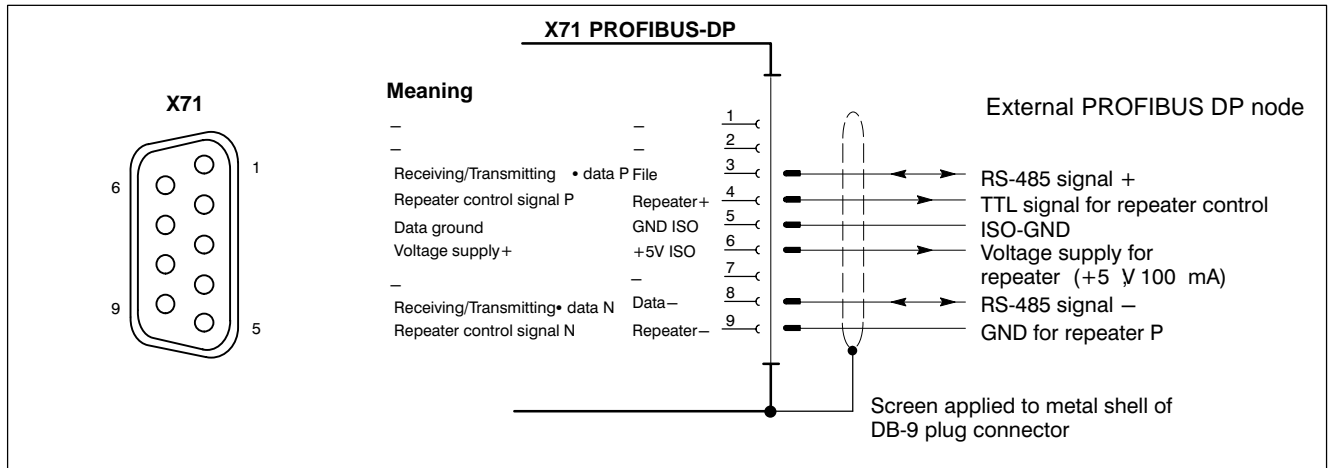 X71 PROFIBUS-DP
X71
Meaning
External PROFIBUS DP node
1
6
9
5
– – 1
– – 2
Receiving/Transmitting • data P File 3 RS-485 signal +
Repeater control signal P Repeater+ 4 TTL signal for repeater control
Data ground GND ISO 5 ISO-GND
Voltage supply+ +5V ISO 6 Voltage supply for
repeater (+5 V, 100 mA)
– – 7
Receiving/Transmitting• data N Data– 8 RS-485 signal –
Repeater control signal N Repeater– 9 GND for repeater P
Screen applied to metal shell of
DB-9 plug connector